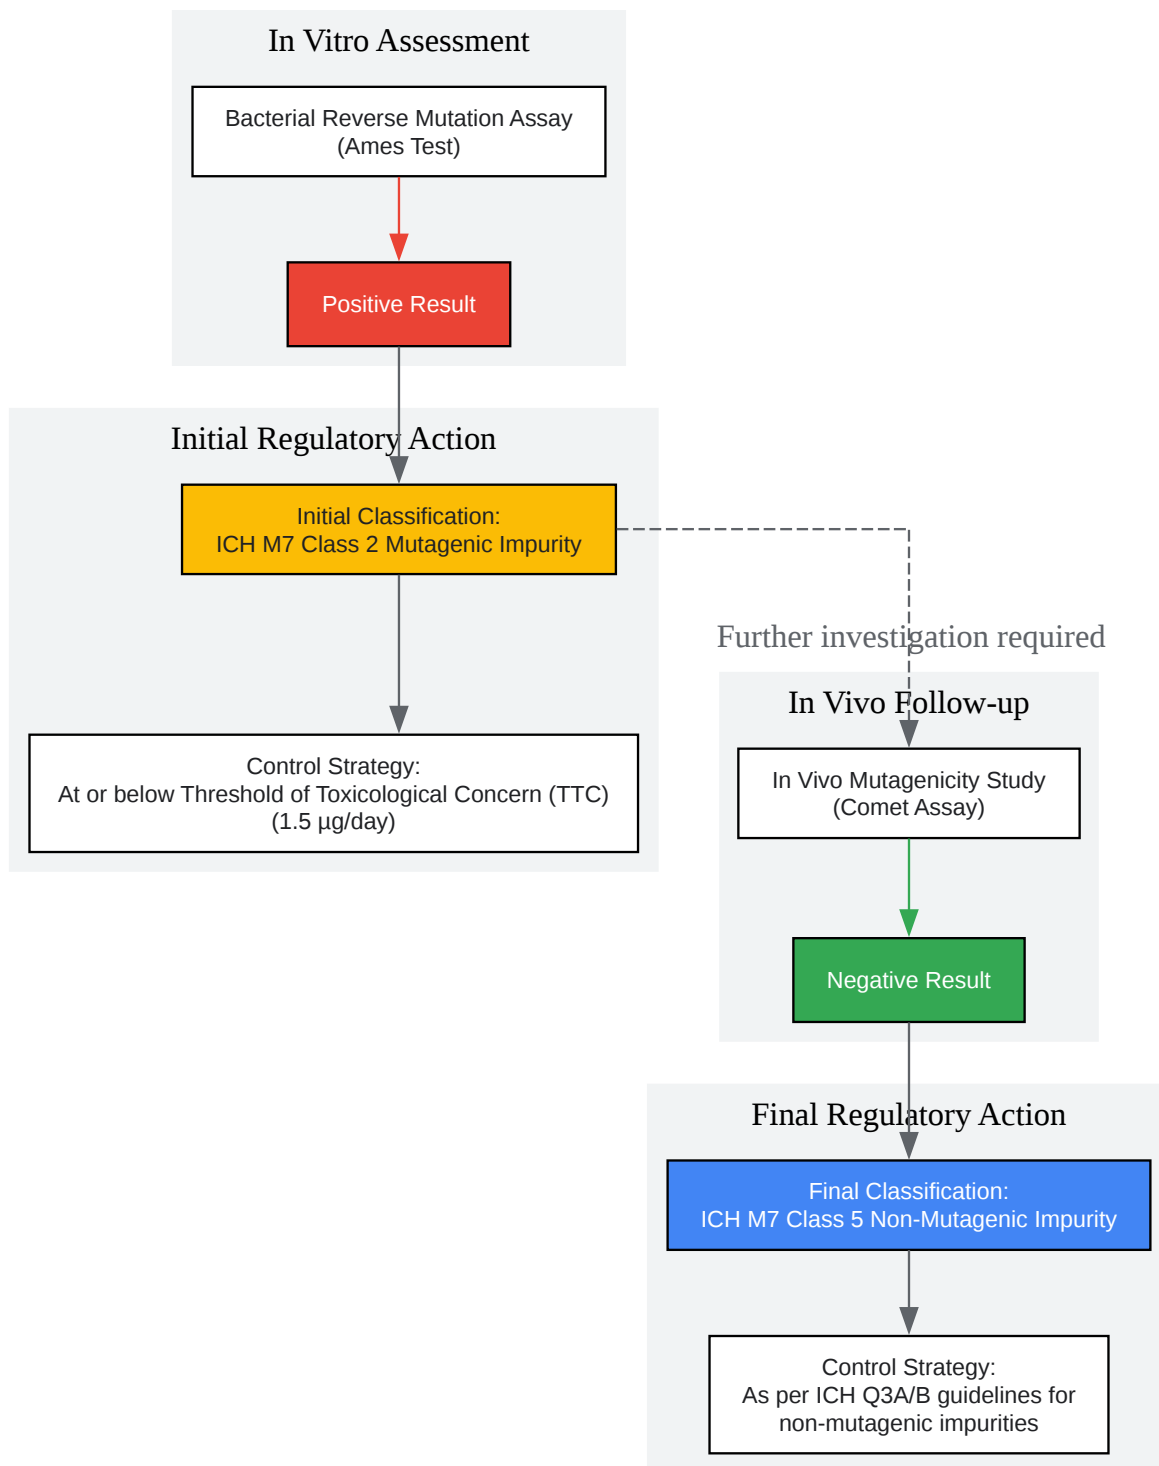 In Vitro Assessment
Bacterial Reverse Mutation Assay
(Ames Test)
Positive Result
Initial Regulatory Action
Initial Classification:
ICH M7 Class 2 Mutagenic Impurity
Control Strategy:
At or below Threshold of Toxicological Concern (TTC)
(1.5 µg/day)
Further investigation required
In Vivo Follow-up
In Vivo Mutagenicity Study
(Comet Assay)
Negative Result
Final Regulatory Action
Final Classification:
ICH M7 Class 5 Non-Mutagenic Impurity
Control Strategy:
As per ICH Q3A/B guidelines for
non-mutagenic impurities